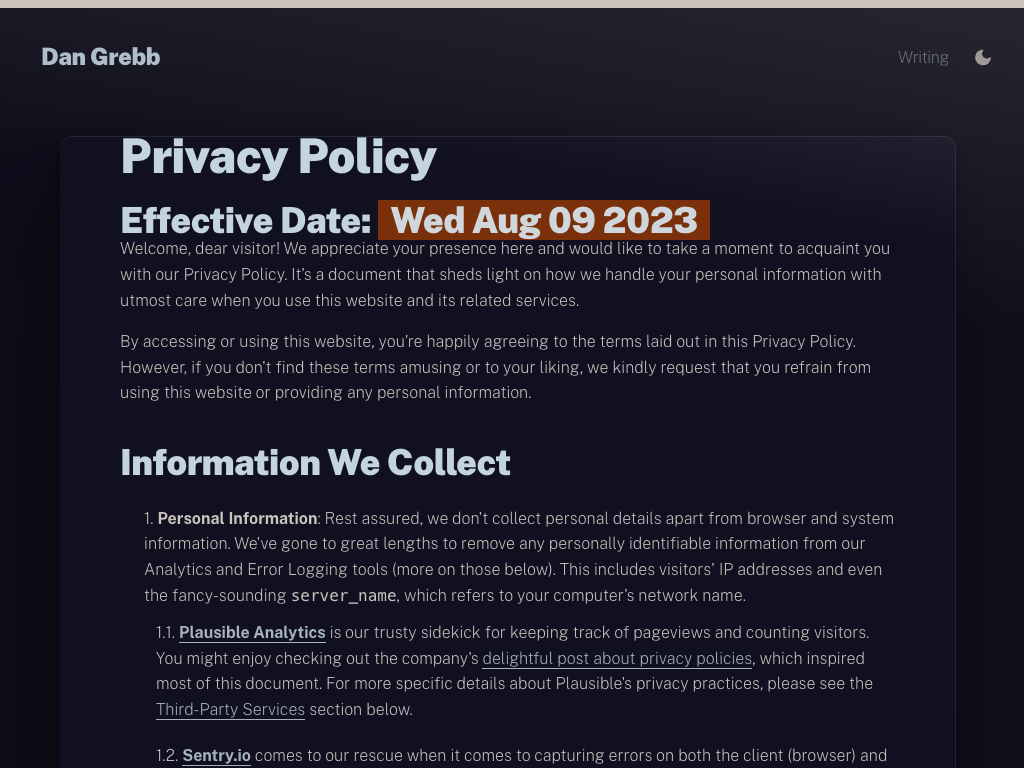 Dan Grebb
Writing
Privacy Policy
Effective Date: Wed Aug 09 2023
Welcome, dear visitor! We appreciate your presence here and would like to take a moment to acquaint you
with our Privacy Policy. It's a document that sheds light on how we handle your personal information with
utmost care when you use this website and its related services.
By accessing or using this website, you're happily agreeing to the terms laid out in this Privacy Policy.
However, if you don't find these terms amusing or to your liking, we kindly request that you refrain from
using this website or providing any personal information.
Information We Collect
1. Personal Information: Rest assured, we don't collect personal details apart from browser and system
information. We've gone to great lengths to remove any personally identifiable information from our
Analytics and Error Logging tools (more on those below). This includes visitors' IP addresses and even
the fancy-sounding server_name, which refers to your computer's network name.
1.1. Plausible Analytics is our trusty sidekick for keeping track of pageviews and counting visitors.
You might enjoy checking out the company's delightful post about privacy policies, which inspired
most of this document. For more specific details about Plausible's privacy practices, please see the
Third-Party Services section below.
1.2. Sentry.io comes to our rescue when it comes to capturing errors on both the client (browser) and